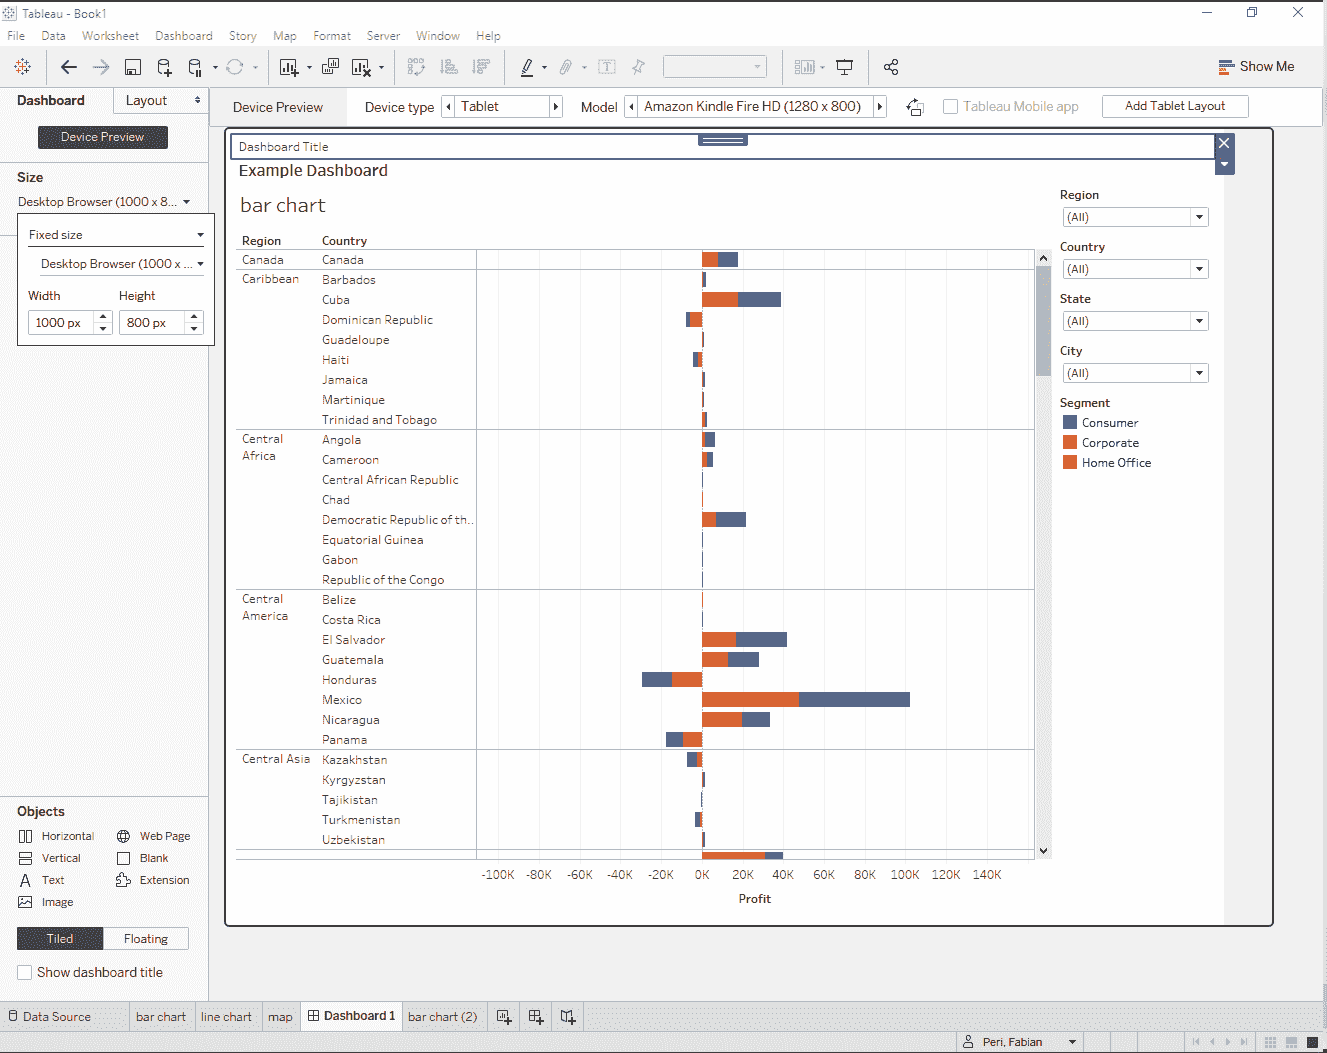 Tableau - Book1
File Data Worksheet Dashboard Story Map Format Server Window Help
Show Me
Dashboard Layout
Device Preview Device type Tablet Model Amazon Kindle Fire HD (1280 x 800) Tableau Mobile app Add Tablet Layout
Device Preview
Size
Desktop Browser (1000 x 8...
Fixed size
Desktop Browser (1000 x ...
Width Height
1000 px 800 px
Objects
Horizontal Web Page
Vertical Blank
Text Extension
Image
Tiled Floating
Show dashboard title
Dashboard Title
Example Dashboard
bar chart
Region Country
Canada Canada
Caribbean Barbados
Cuba
Dominican Republic
Guadeloupe
Haiti
Jamaica
Martinique
Trinidad and Tobago
Central Africa Angola
Cameroon
Central African Republic
Chad
Democratic Republic of th..
Equatorial Guinea
Gabon
Republic of the Congo
Central America Belize
Costa Rica
El Salvador
Guatemala
Honduras
Mexico
Nicaragua
Panama
Central Asia Kazakhstan
Kyrgyzstan
Tajikistan
Turkmenistan
Uzbekistan
-100K -80K -60K -40K -20K 0K 20K 40K 60K 80K 100K 120K 140K
Profit
Region
(All)
Country
(All)
State
(All)
City
(All)
Segment
Consumer
Corporate
Home Office
Data Source bar chart line chart map Dashboard 1 bar chart (2)
Peri, Fabian